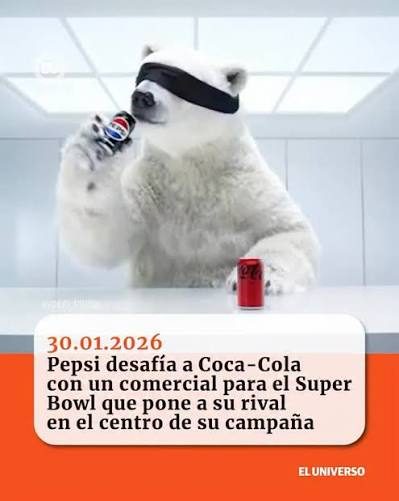 PEPSI
30.01.2026
Pepsi desafía a Coca-Cola
con un comercial para el Super
Bowl que pone a su rival
en el centro de su campaña
EL UNIVERSO